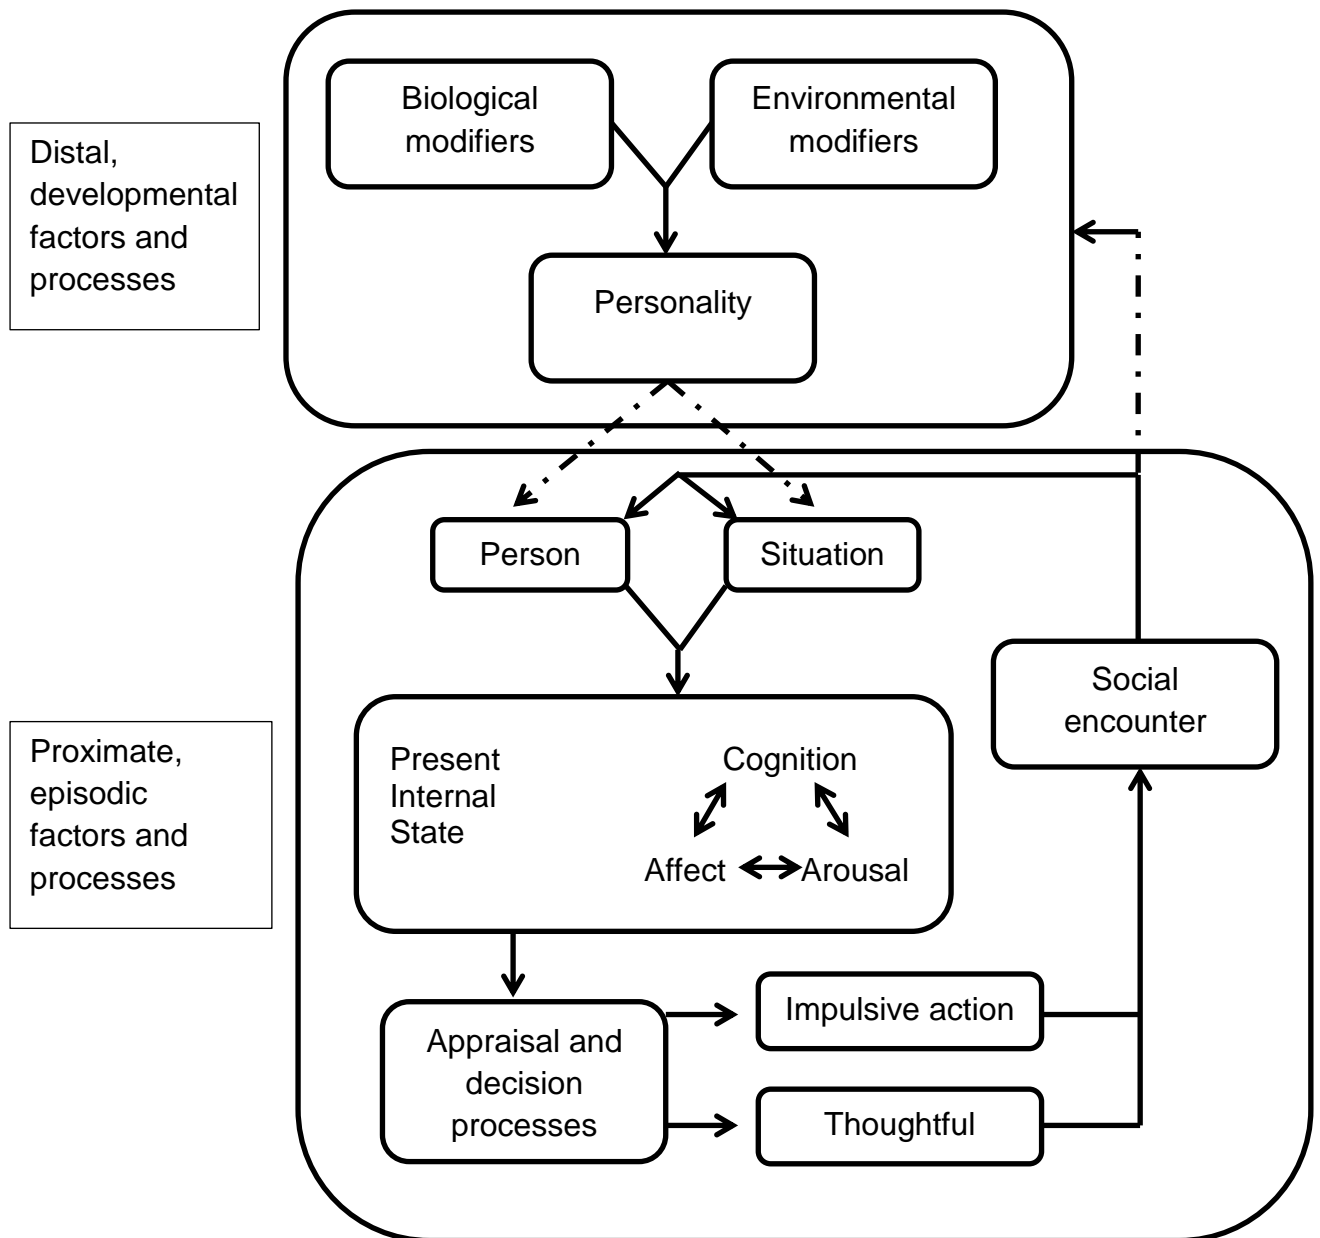 Biological
modifiers
Environmental
modifiers
Distal,
developmental
factors and
processes
Personality
Person
Situation
Social
encounter
Proximate,
episodic
factors and
processes
Present
Internal
State
Cognition
Affect
Arousal
Impulsive action
Appraisal and
decision
processes
Thoughtful